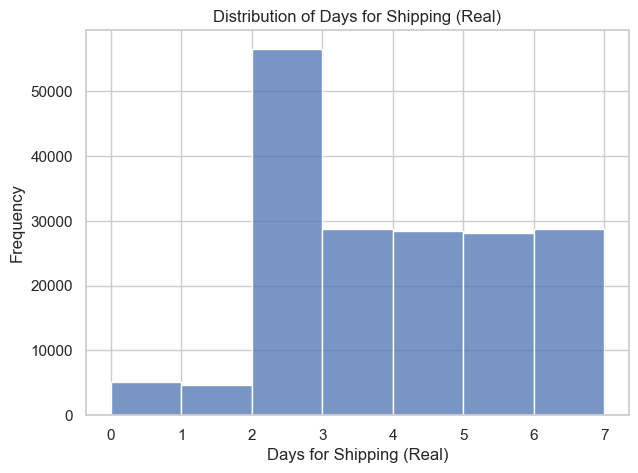 Distribution of Days for Shipping (Real)
50000
40000
30000
20000
10000
0
Frequency
0 1 2 3 4 5 6 7
Days for Shipping (Real)